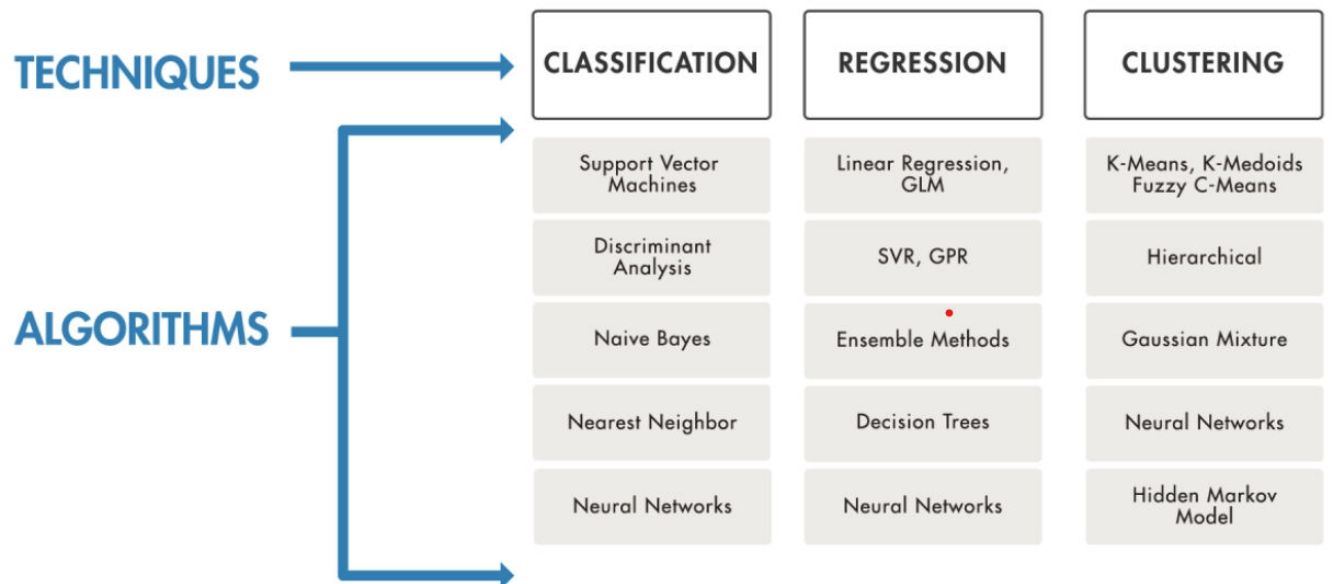 TECHNIQUES
CLASSIFICATION
REGRESSION
CLUSTERING
ALGORITHMS
Support Vector
Machines
Discriminant
Analysis
Naive Bayes
Nearest Neighbor
Neural Networks
Linear Regression,
GLM
SVR, GPR
Ensemble Methods
Decision Trees
Neural Networks
K-Means, K-Medoids
Fuzzy C-Means
Hierarchical
Gaussian Mixture
Neural Networks
Hidden Markov
Model